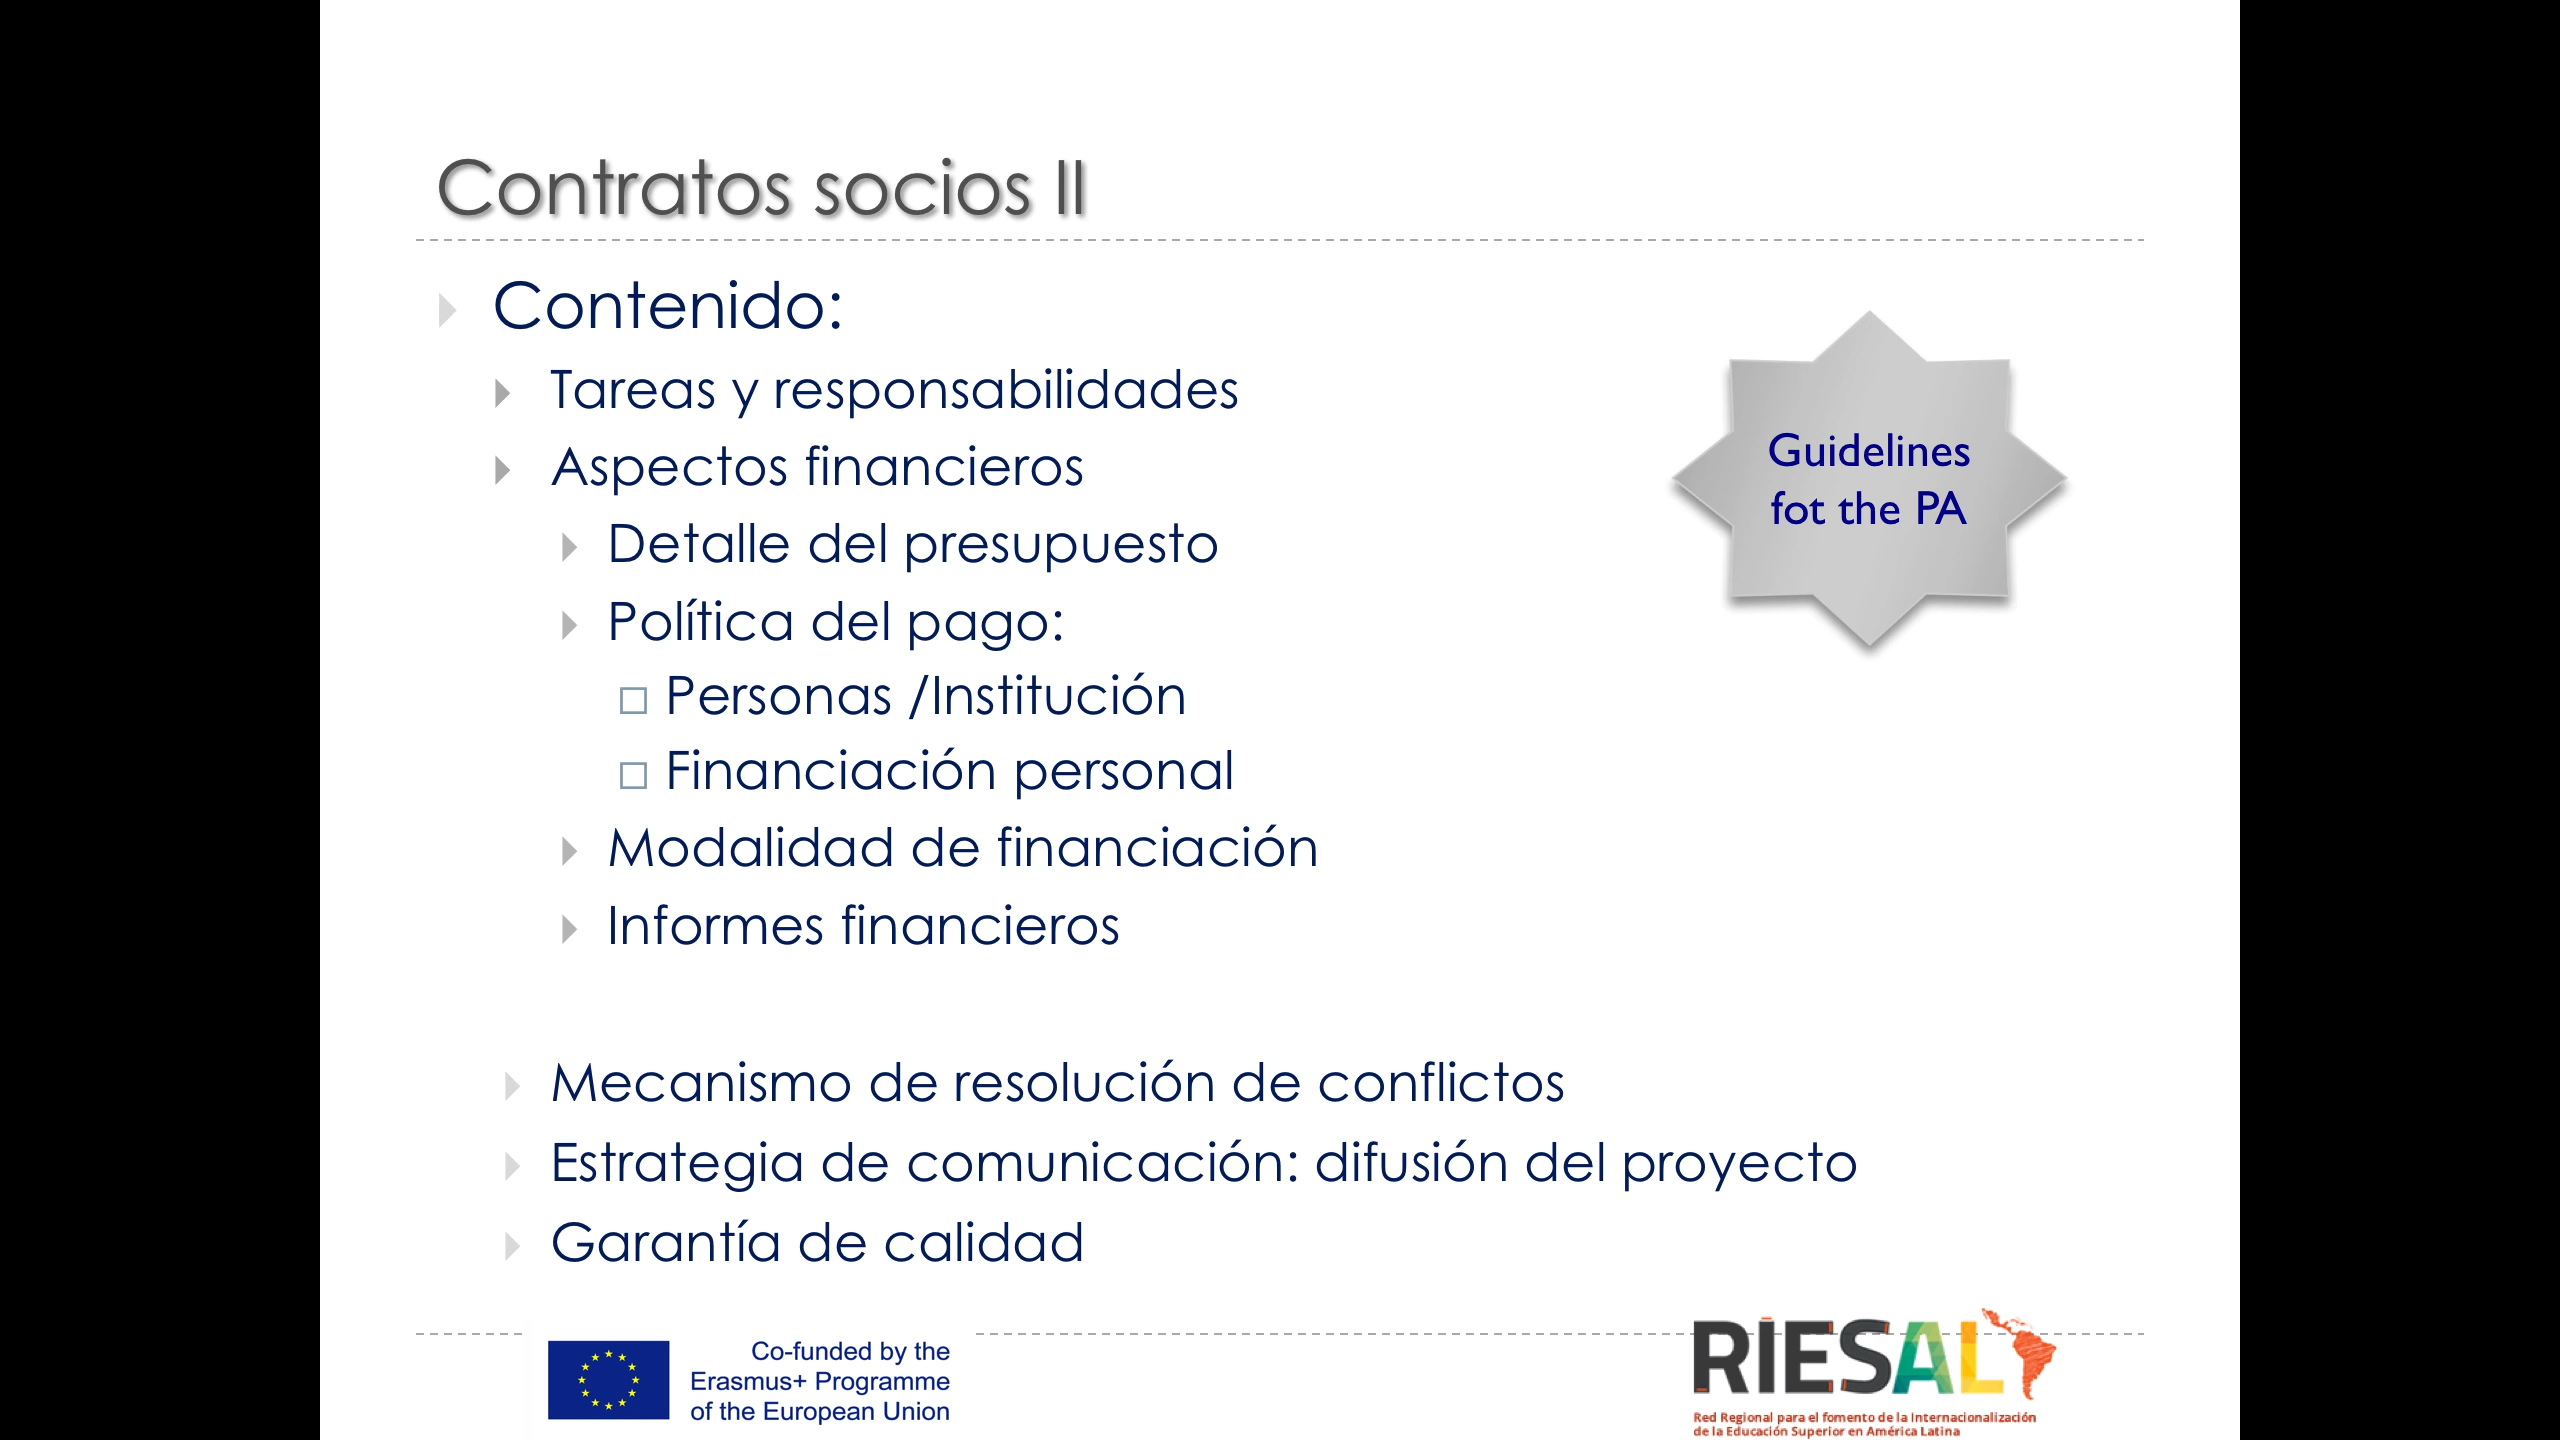 Contratos socios II
Contenido:
Tareas y responsabilidades
Aspectos financieros
Detalle del presupuesto
Política del pago:
Personas /Institución
Financiación personal
Modalidad de financiación
Informes financieros
Mecanismo de resolución de conflictos
Estrategia de comunicación: difusión del proyecto
Garantía de calidad
Guidelines
fot the PA
Co-funded by the
Erasmus+ Programme
of the European Union
RIESAL
Red Regional para el fomento de la Internacionalización
de la Educación Superior en América Latina